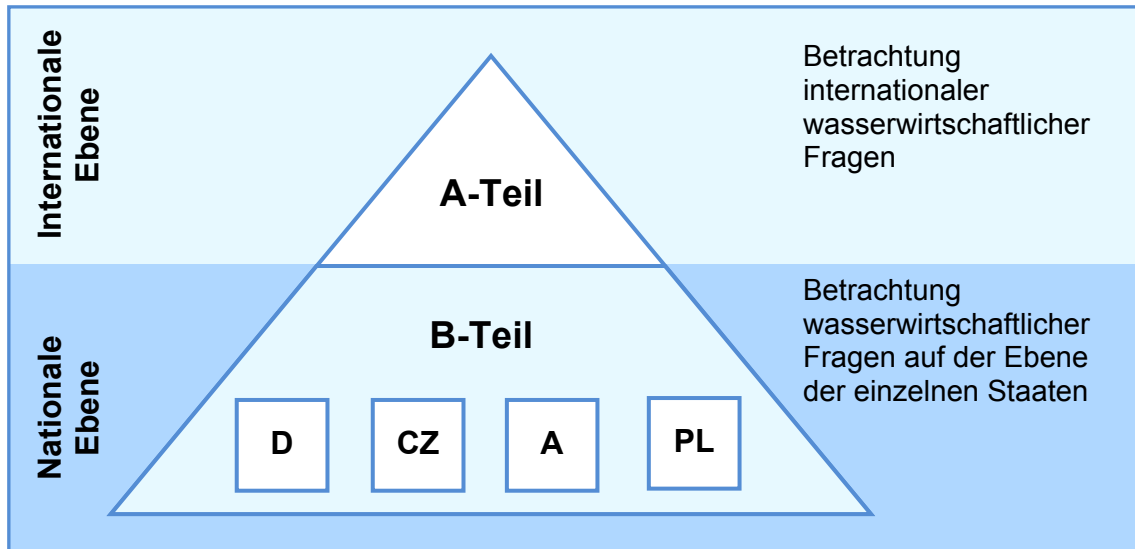 Internationale
Ebene
A-Teil
Betrachtung
internationaler
wasserwirtschaftlicher
Fragen
Nationale
Ebene
B-Teil
D
CZ
A
PL
Betrachtung
wasserwirtschaftlicher
Fragen auf der Ebene
der einzelnen Staaten